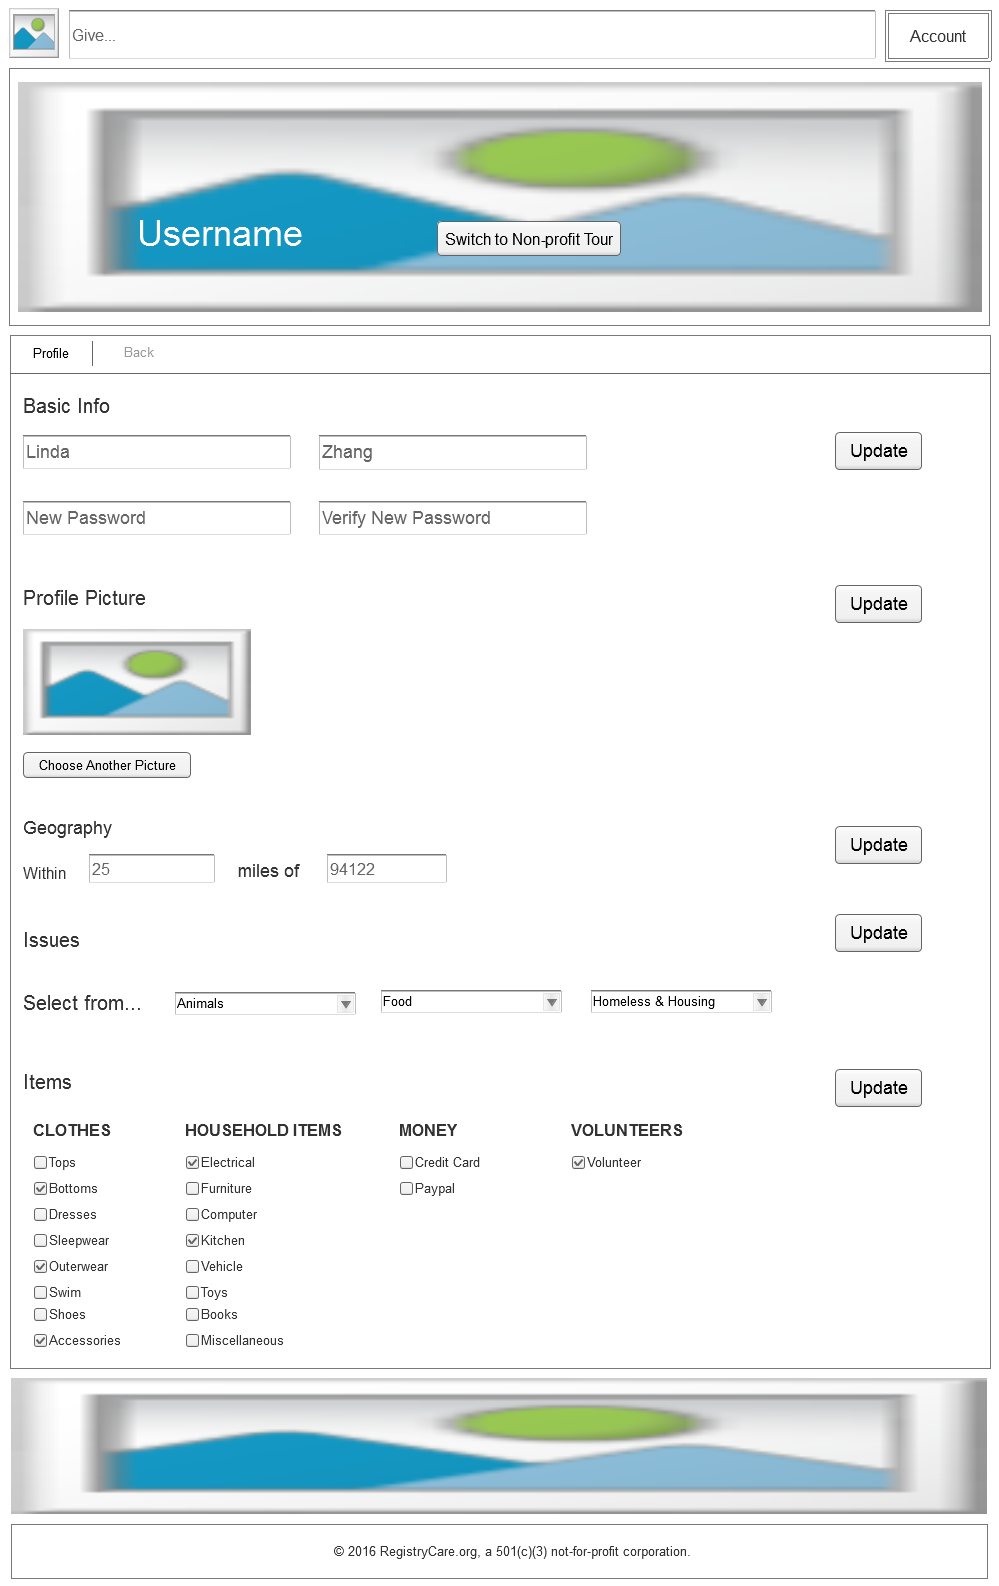 Give...
Account
Username
Switch to Non-profit Tour
Profile
Back
Basic Info
Linda
Zhang
Update
New Password
Verify New Password
Profile Picture
Update
Choose Another Picture
Geography
Update
Within
25
miles of
94122
Issues
Update
Select from...
Animals
Food
Homeless & Housing
Items
Update
CLOTHES
Tops
Bottoms
Dresses
Sleepwear
Outerwear
Swim
Shoes
Accessories
HOUSEHOLD ITEMS
Electrical
Furniture
Computer
Kitchen
Vehicle
Toys
Books
Miscellaneous
MONEY
Credit Card
Paypal
VOLUNTEERS
Volunteer
© 2016 RegistryCare.org, a 501(c)(3) not-for-profit corporation.